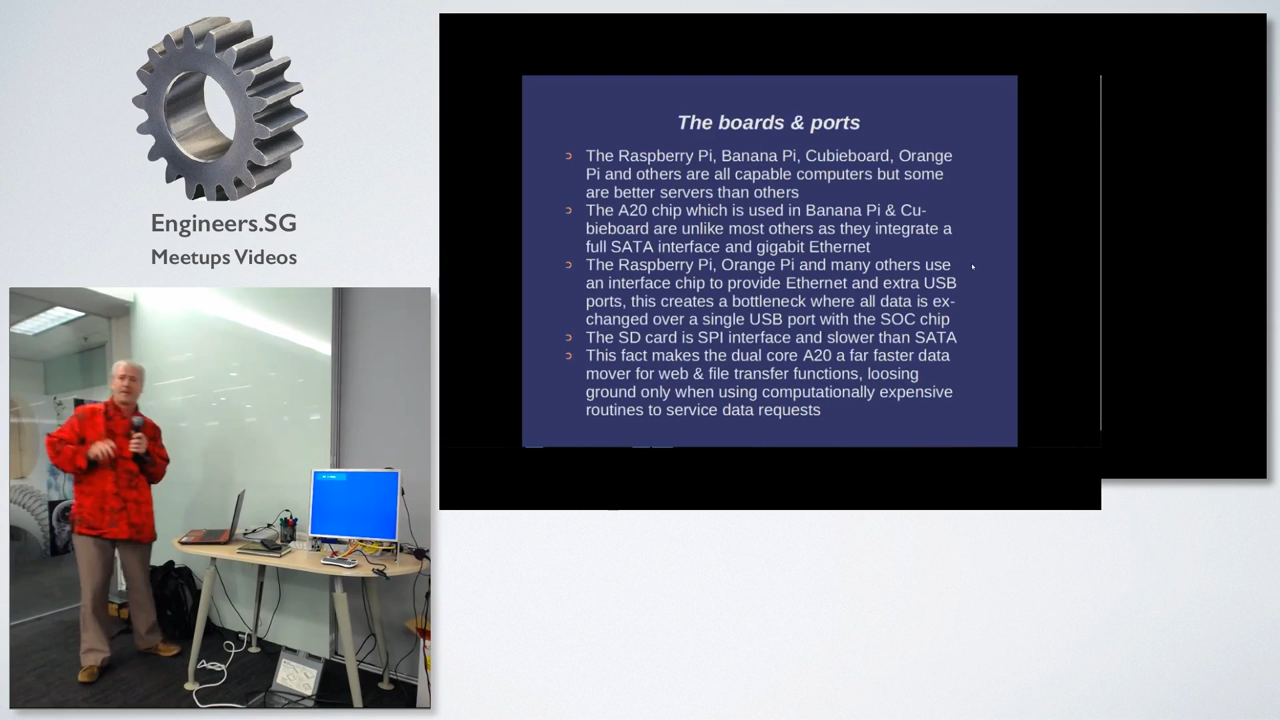 Engineers.SG
Meetups Videos
The boards & ports
The Raspberry Pi, Banana Pi, Cubieboard, Orange
Pi and others are all capable computers but some
are better servers than others
The A20 chip which is used in Banana Pi & Cu-
bieboard are unlike most others as they integrate a
full SATA interface and gigabit Ethernet
The Raspberry Pi, Orange Pi and many others use
an interface chip to provide Ethernet and extra USB
ports, this creates a bottleneck where all data is ex-
changed over a single USB port with the SOC chip
The SD card is SPI interface and slower than SATA
This fact makes the dual core A20 a far faster data
mover for web & file transfer functions, loosing
ground only when using computationally expensive
routines to service data requests